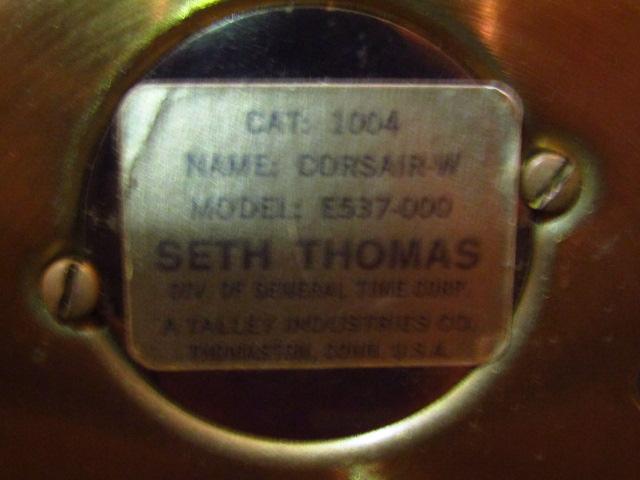 CAT: 1004
NAME: CORSAIR-W
MODEL: E537-000
SETH THOMAS
DIV. OF GENERAL TIME CORP.
A TALLEY INDUSTRIES CO.
THOMASTON, CONN. U.S.A.